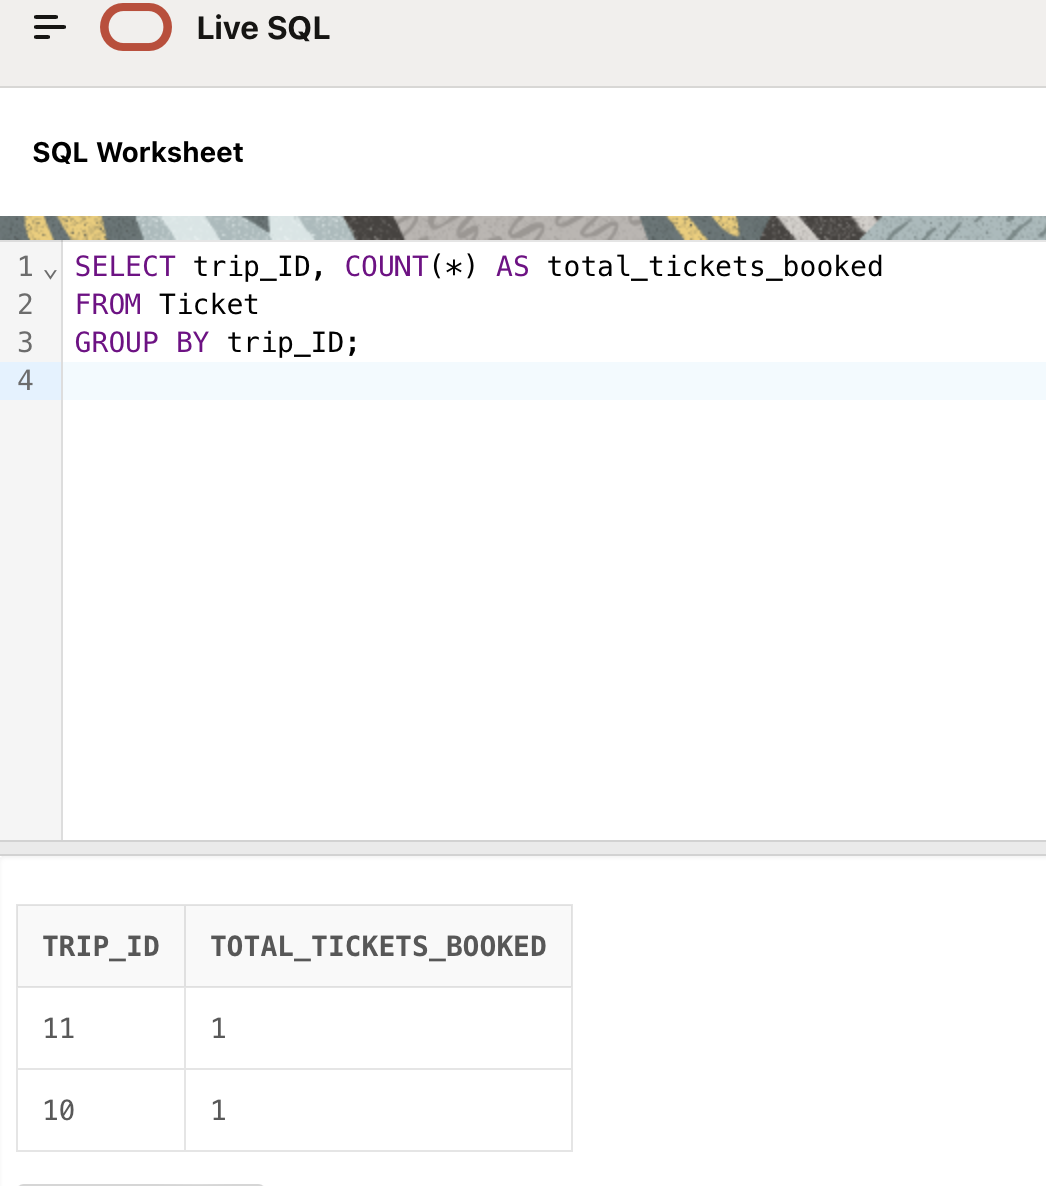 Live SQL
SQL Worksheet
1 SELECT trip_ID, COUNT(*) AS total_tickets_booked
2 FROM Ticket
3 GROUP BY trip_ID;
4
TRIP_ID TOTAL_TICKETS_BOOKED
11 1
10 1